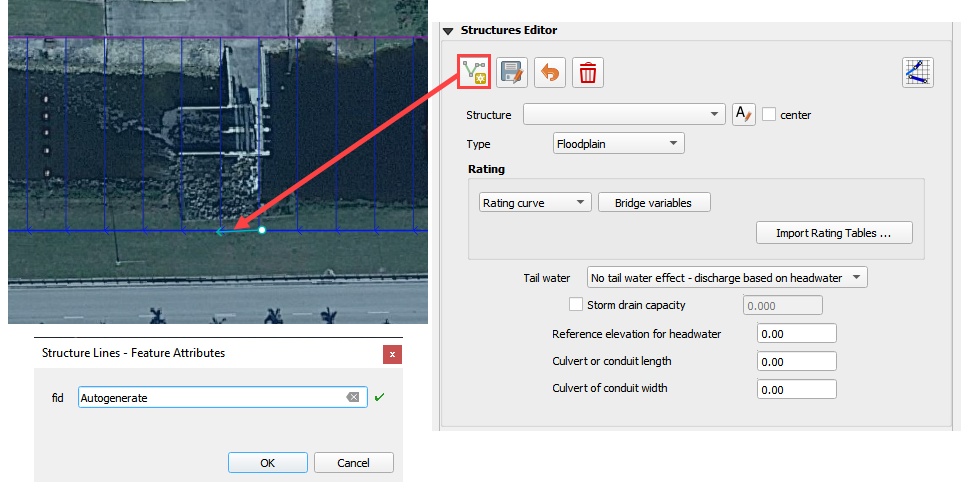 Structures Editor
Structure
A
center
Type
Floodplain
Rating
Rating curve
Bridge variables
Import Rating Tables ...
Tail water
No tail water effect - discharge based on headwater
Storm drain capacity
0.000
Reference elevation for headwater
0.00
Culvert or conduit length
0.00
Culvert of conduit width
0.00
Structure Lines - Feature Attributes
x
fid
Autogenerate
OK
Cancel